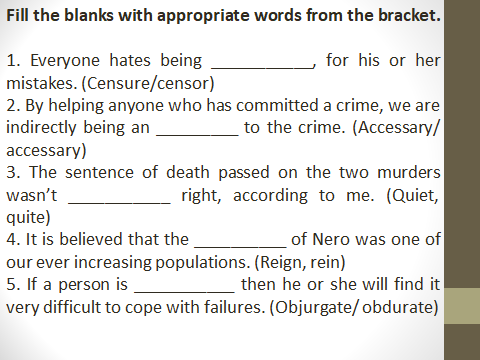 Fill the blanks with appropriate words from the bracket.
1. Everyone hates being ____________, for his or her
mistakes. (Censure/censor)
2. By helping anyone who has committed a crime, we are
indirectly being an _________ to the crime. (Accessary/
accessary)
3. The sentence of death passed on the two murders
wasn't ___________ right, according to me. (Quiet,
quite)
4. It is believed that the __________ of Nero was one of
our ever increasing populations. (Reign, rein)
5. If a person is ___________ then he or she will find it
very difficult to cope with failures. (Objurgate/ obdurate)